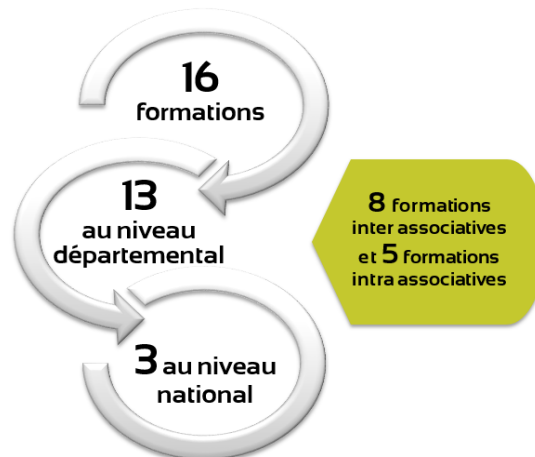 16
formations
13
au niveau
départemental
8 formations
inter associatives
et 5 formations
intra associatives
3 au niveau
national